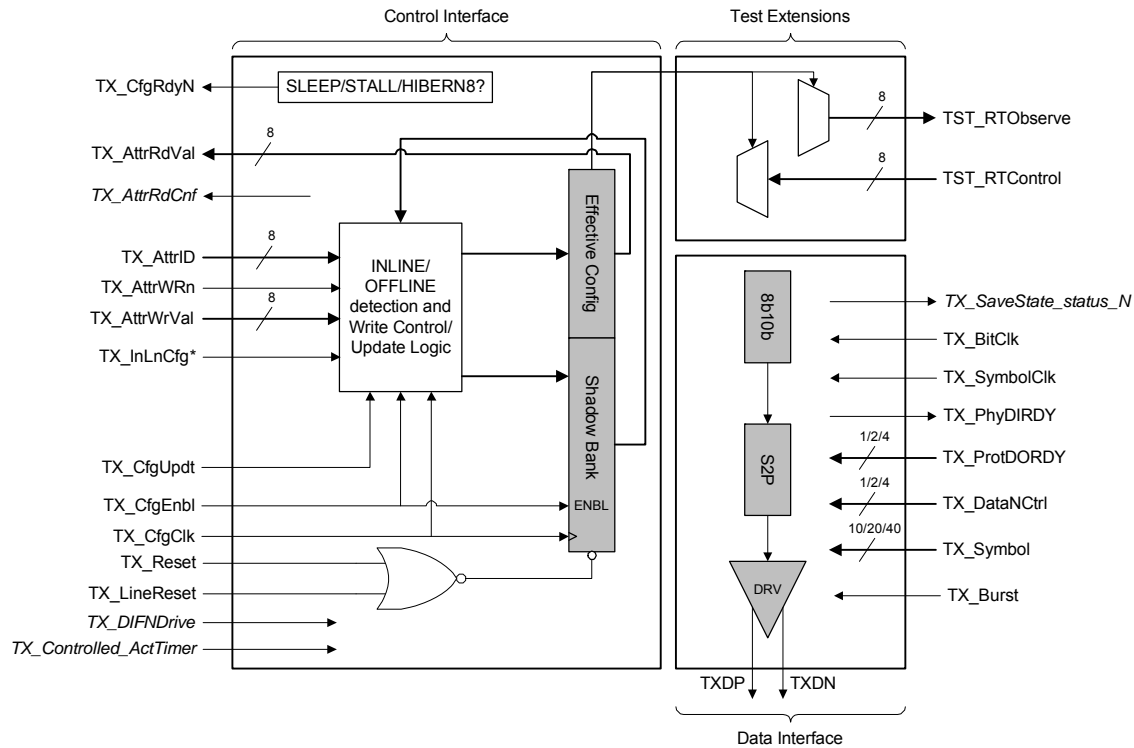 Control Interface
Test Extensions
TX_CfgRdyN
SLEEP/STALL/HIBERN8?
8
TST_RTObserve
8
TX_AttrRdVal
8
TST_RTControl
TX_AttrRdCnf
Effective Config
8
TX_AttrID
TX_AttrWRn
8
TX_AttrWrVal
TX_InLnCfg*
INLINE/
OFFLINE
detection and
Write Control/
Update Logic
Shadow Bank
ENBL
TX_CfgUpdt
TX_CfgEnbl
TX_CfgClk
TX_Reset
TX_LineReset
TX_DIFNDrive
TX_Controlled_ActTimer
8b10b
S2P
DRV
TX_SaveState_status_N
TX_BitClk
TX_SymbolClk
TX_PhyDIRDY
1/2/4
TX_ProtDORDY
1/2/4
TX_DataNCtrl
10/20/40
TX_Symbol
TX_Burst
TXDP
TXDN
Data Interface